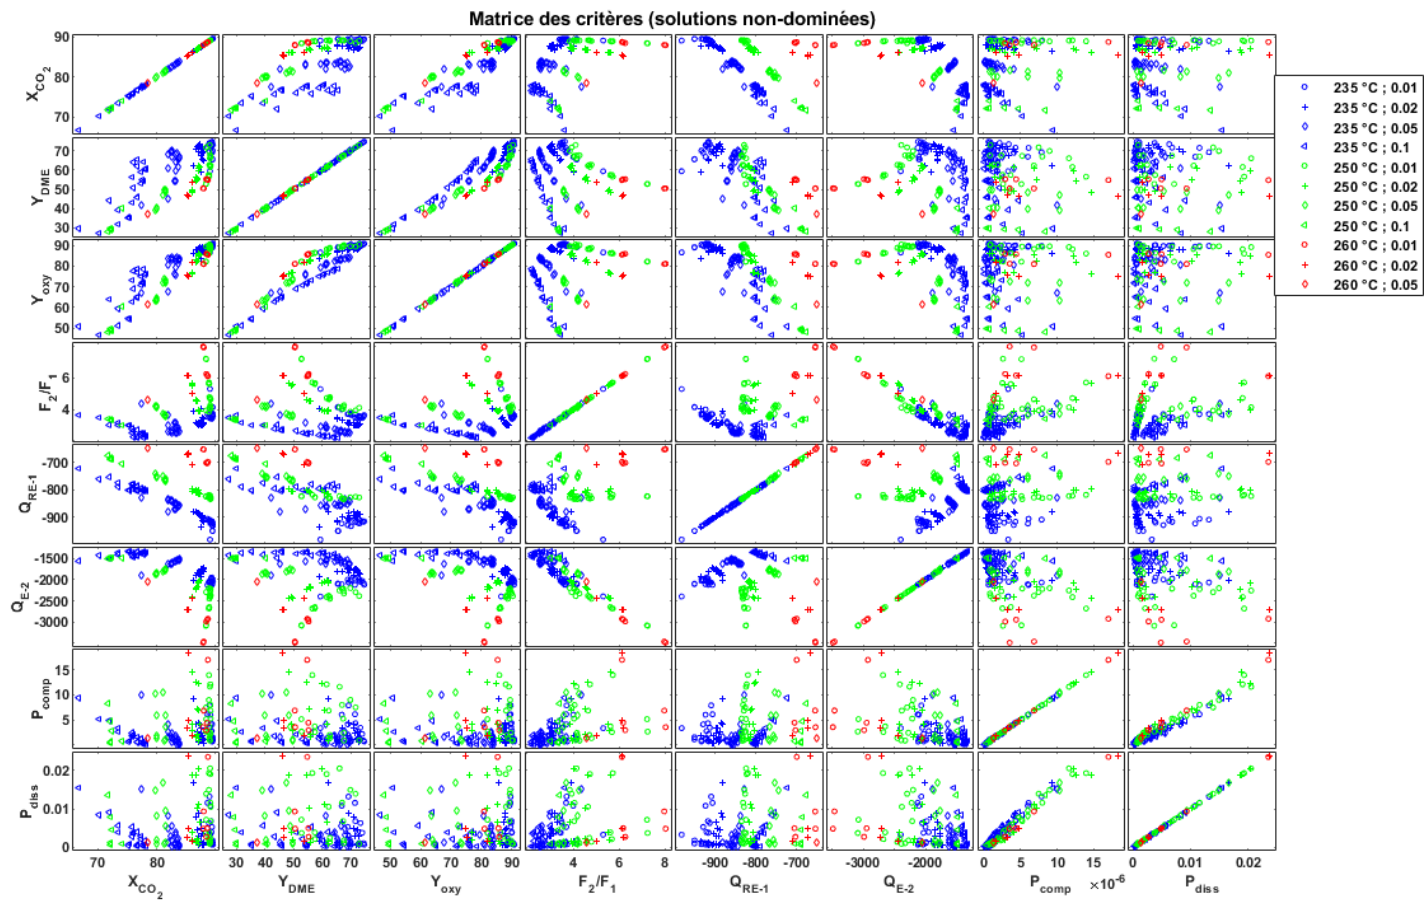 Matrice des critères (solutions non-dominées)
X_CO2
90
80
70
Y_DME
70
60
50
40
30
Y_oxy
90
80
70
60
50
F2/F1
6
4
Q_RE-1
-700
-800
-900
Q_E-2
-1500
-2000
-2500
-3000
P_comp
15
10
5
P_diss
0.02
0.01
0
70 80
30 40 50 60 70
50 60 70 80 90
4 6 8
-900 -800 -700
-3000 -2000
0 5 10 15
0 0.01 0.02
X_CO2 Y_DME Y_oxy F2/F1 Q_RE-1 Q_E-2 P_comp ×10^-6 P_diss
235 °C ; 0.01
235 °C ; 0.02
235 °C ; 0.05
235 °C ; 0.1
250 °C ; 0.01
250 °C ; 0.02
250 °C ; 0.05
250 °C ; 0.1
260 °C ; 0.01
260 °C ; 0.02
260 °C ; 0.05